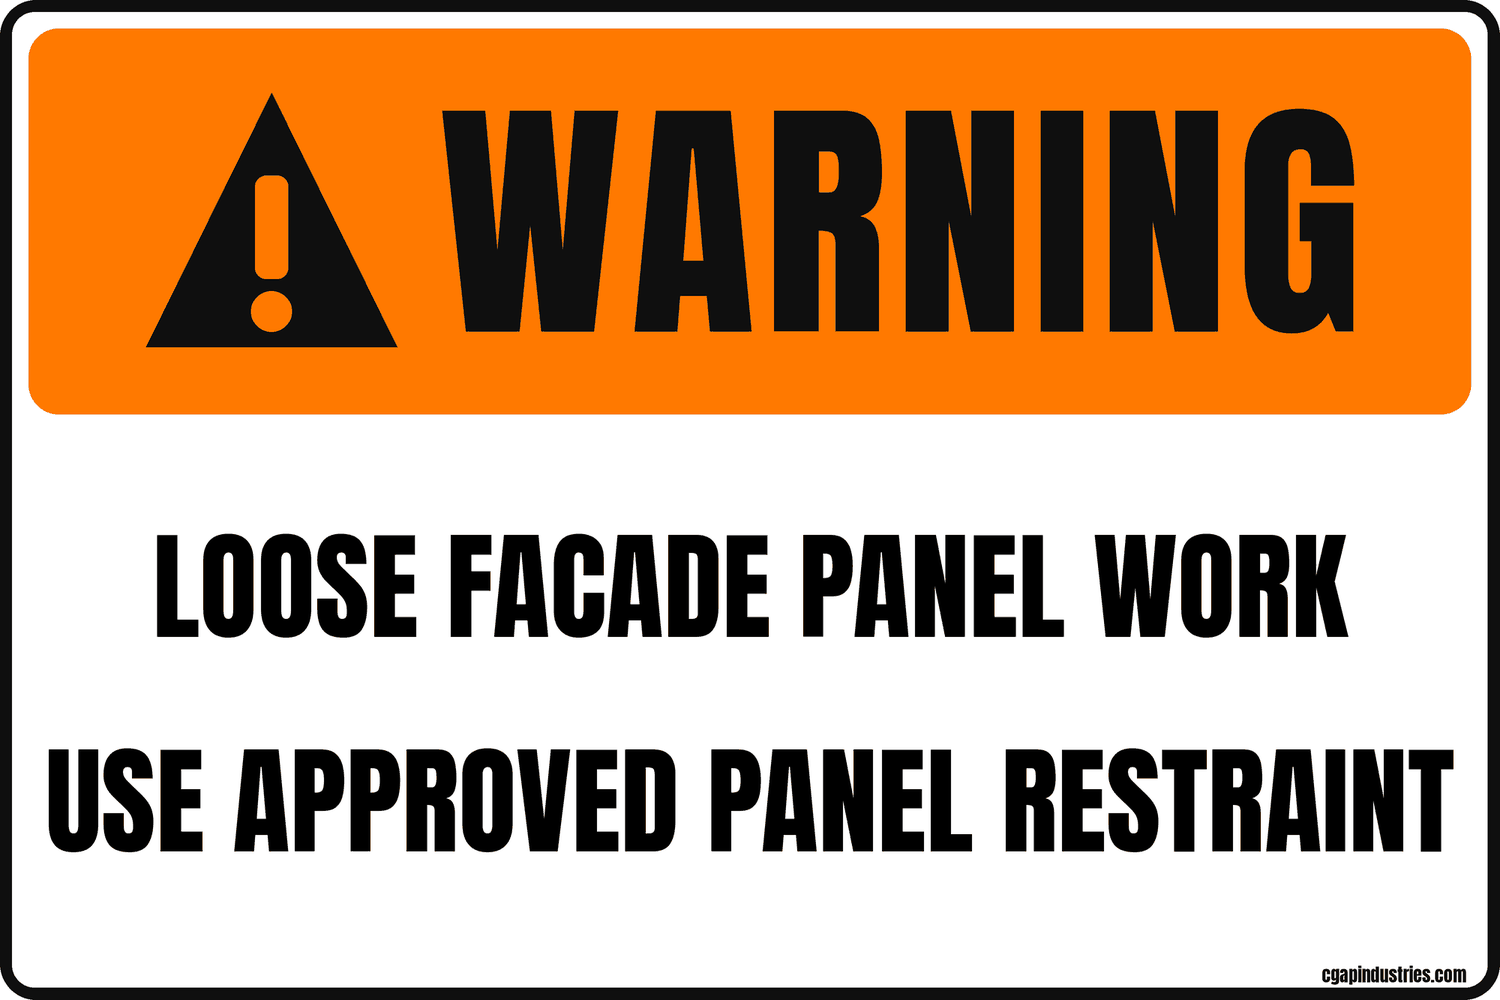 WARNING
LOOSE FACADE PANEL WORK
USE APPROVED PANEL RESTRAINT
cgapindustries.com